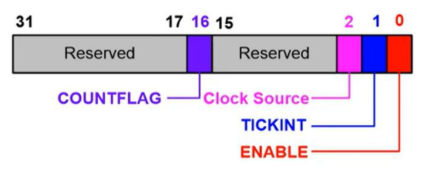 31 17 16 15 2 1 0
Reserved Reserved
COUNTFLAG Clock Source
TICKINT
ENABLE